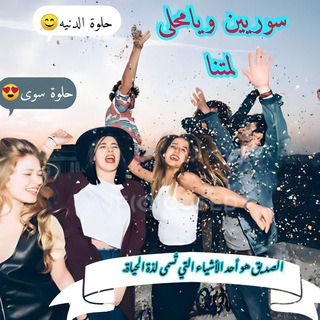 حلوة الدنيه😊
سوريين ويامحلى
لمتنا
حلوة سوى😍
الصديق هو أحد الأشياء التي تسمى لذة الحياة